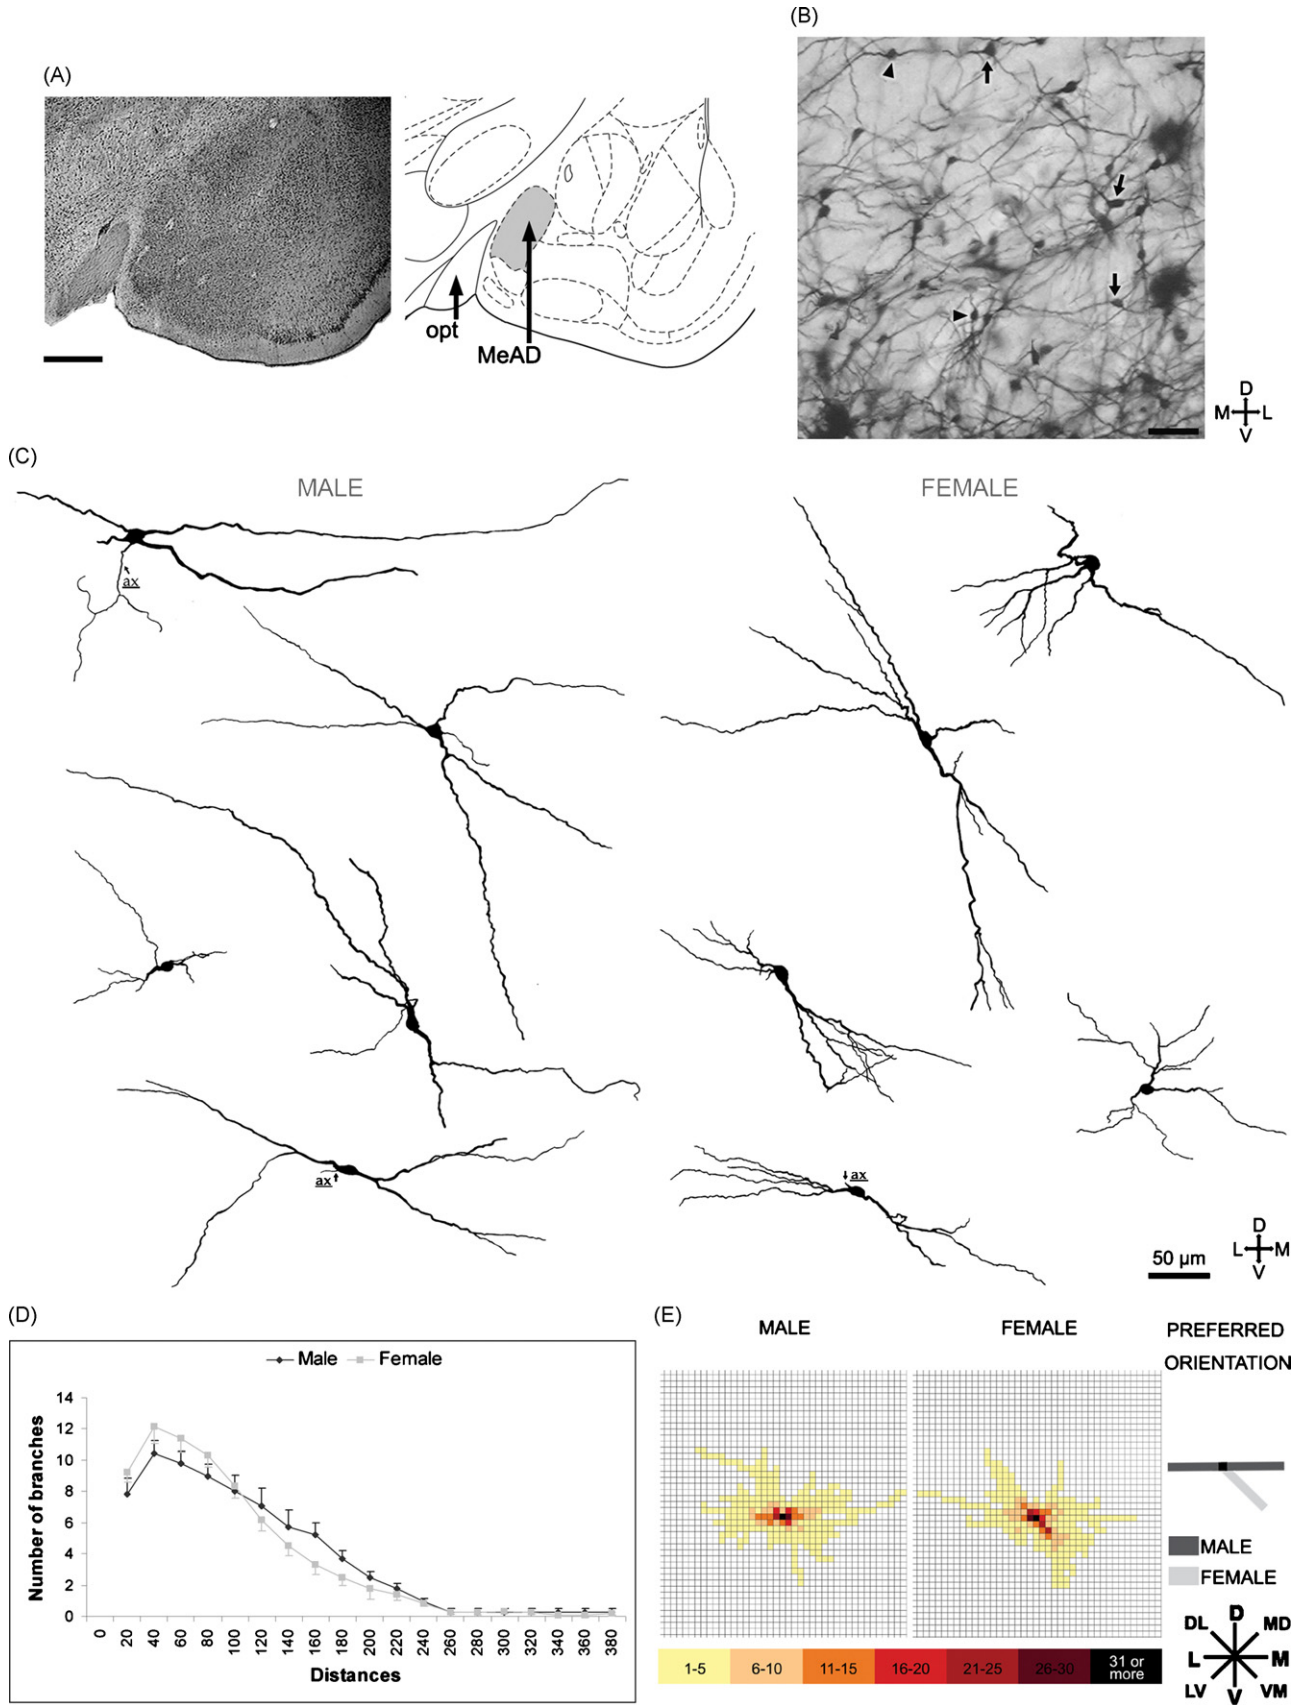 (A)
opt
MeAD
(B)
D
M L
V
(C)
MALE
FEMALE
ax
ax
ax
50 µm
D
L M
V
(D)
Male Female
Number of branches
14
12
10
8
6
4
2
0
0 20 40 60 80 100 120 140 160 180 200 220 240 260 280 300 320 340 360 380
Distances
(E)
MALE
FEMALE
PREFERRED
ORIENTATION
MALE
FEMALE
1-5 6-10 11-15 16-20 21-25 26-30 31 or
more
D
DL MD
L M
LV VM
V